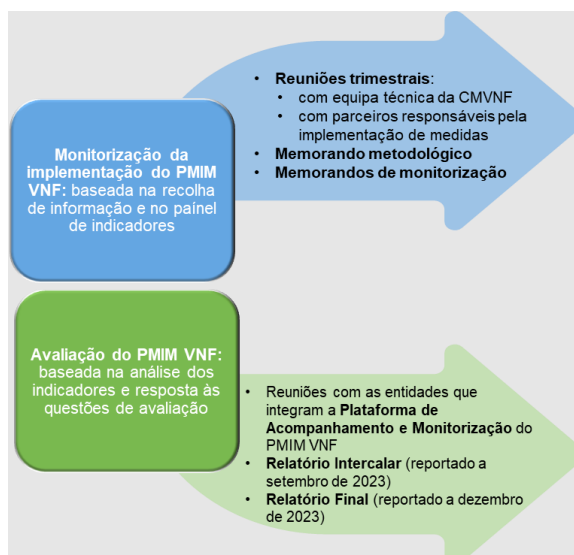 Monitorização da
implementação do PMIM
VNF: baseada na recolha
de informação e no paínel
de indicadores
• Reuniões trimestrais:
• com equipa técnica da CMVNF
• com parceiros responsáveis pela
implementação de medidas
• Memorando metodológico
• Memorandos de monitorização
Avaliação do PMIM VNF:
baseada na análise dos
indicadores e resposta às
questões de avaliação
• Reuniões com as entidades que
integram a Plataforma de
Acompanhamento e Monitorização do
PMIM VNF
• Relatório Intercalar (reportado a
setembro de 2023)
• Relatório Final (reportado a dezembro
de 2023)